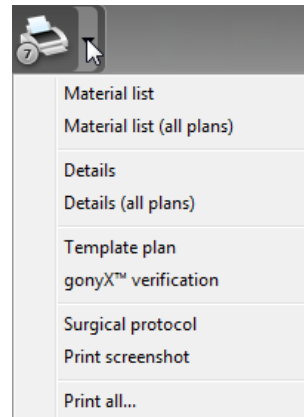 7
Material list
Material list (all plans)
Details
Details (all plans)
Template plan
gonyX™ verification
Surgical protocol
Print screenshot
Print all...